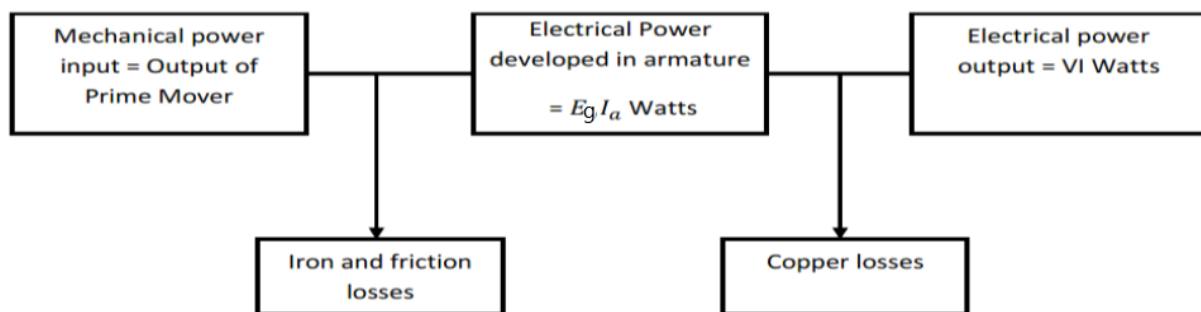 Mechanical power
input = Output of
Prime Mover
Electrical Power
developed in armature
= EgIa Watts
Electrical power
output = VI Watts
Iron and friction
losses
Copper losses